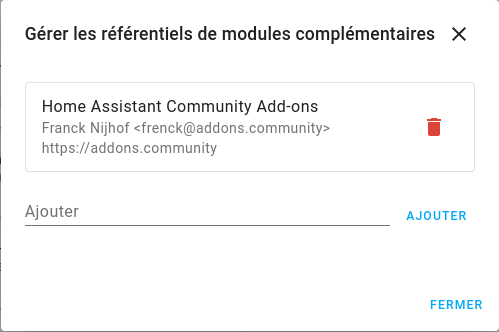 Gérer les référentiels de modules complémentaires
Home Assistant Community Add-ons
Franck Nijhof <frenck@addons.community>
https://addons.community
Ajouter
AJOUTER
FERMER